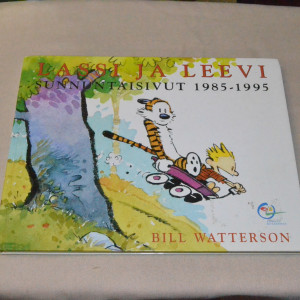 LASSI JA LEEVI
SUNNUNTAISIVUT 1985-1995
BILL WATTERSON